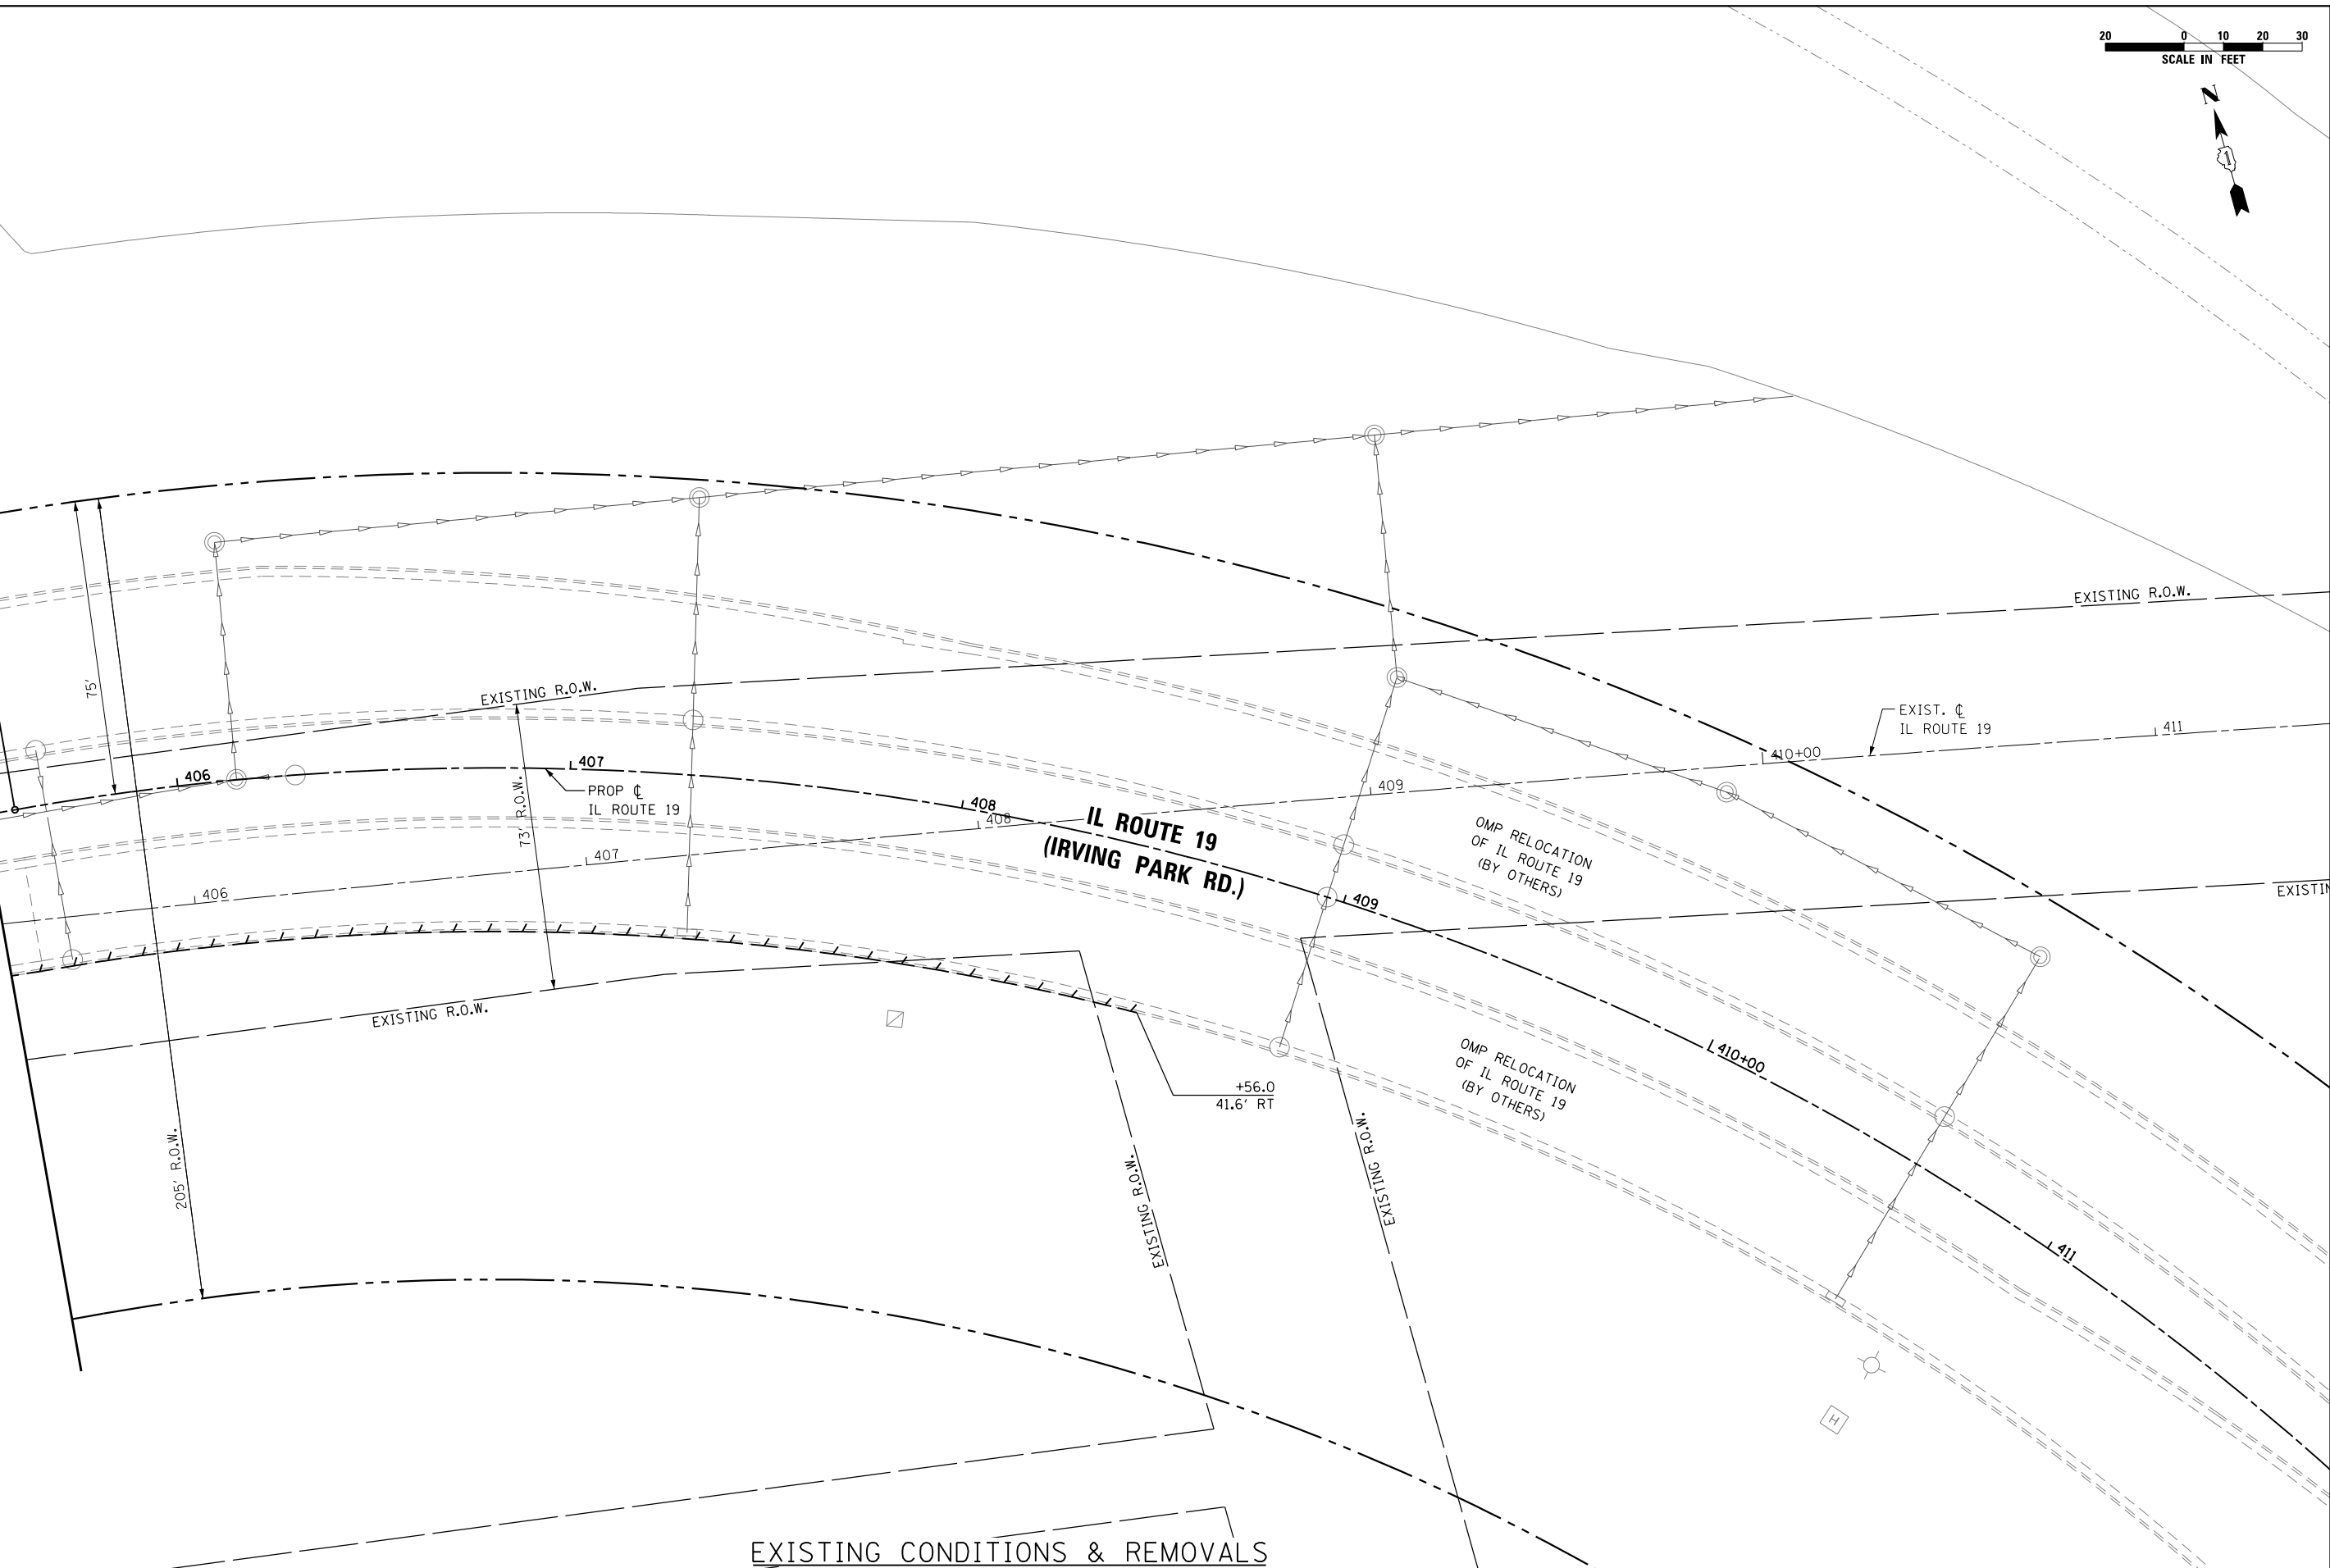 20 0 10 20 30
SCALE IN FEET
N
EXISTING R.O.W.
75'
EXISTING R.O.W.
EXIST. ℄
IL ROUTE 19
411
410+00
409
406
407
PROP ℄
IL ROUTE 19
73' R.O.W.
408
408
IL ROUTE 19
(IRVING PARK RD.)
407
406
409
OMP RELOCATION
OF IL ROUTE 19
(BY OTHERS)
EXISTIN
EXISTING R.O.W.
+56.0
41.6' RT
OMP RELOCATION
OF IL ROUTE 19
(BY OTHERS)
410+00
411
205' R.O.W.
EXISTING R.O.W.
EXISTING R.O.W.
H
EXISTING CONDITIONS & REMOVALS